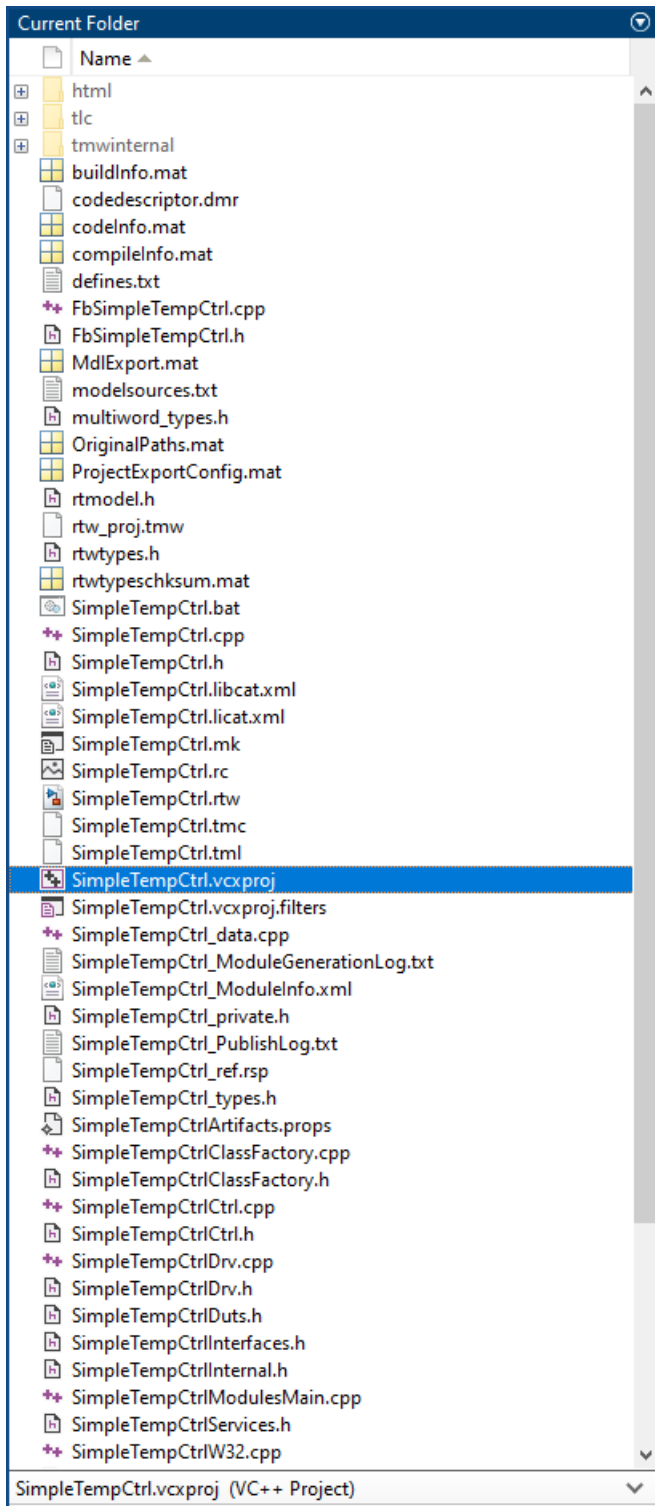 Current Folder
Name
html
tlc
tmwinternal
buildInfo.mat
codedescriptor.dmr
codeInfo.mat
compileInfo.mat
defines.txt
FbSimpleTempCtrl.cpp
FbSimpleTempCtrl.h
MdlExport.mat
modelsources.txt
multiword_types.h
OriginalPaths.mat
ProjectExportConfig.mat
rtmodel.h
rtw_proj.tmw
rtwtypes.h
rtwtypeschksum.mat
SimpleTempCtrl.bat
SimpleTempCtrl.cpp
SimpleTempCtrl.h
SimpleTempCtrl.libcat.xml
SimpleTempCtrl.licat.xml
SimpleTempCtrl.mk
SimpleTempCtrl.rc
SimpleTempCtrl.rtw
SimpleTempCtrl.tmc
SimpleTempCtrl.tml
SimpleTempCtrl.vcxproj
SimpleTempCtrl.vcxproj.filters
SimpleTempCtrl_data.cpp
SimpleTempCtrl_ModuleGenerationLog.txt
SimpleTempCtrl_ModuleInfo.xml
SimpleTempCtrl_private.h
SimpleTempCtrl_PublishLog.txt
SimpleTempCtrl_ref.rsp
SimpleTempCtrl_types.h
SimpleTempCtrlArtifacts.props
SimpleTempCtrlClassFactory.cpp
SimpleTempCtrlClassFactory.h
SimpleTempCtrlCtrl.cpp
SimpleTempCtrlCtrl.h
SimpleTempCtrlDrv.cpp
SimpleTempCtrlDrv.h
SimpleTempCtrlDuts.h
SimpleTempCtrlInterfaces.h
SimpleTempCtrlInternal.h
SimpleTempCtrlModulesMain.cpp
SimpleTempCtrlServices.h
SimpleTempCtrlW32.cpp
SimpleTempCtrl.vcxproj (VC++ Project)